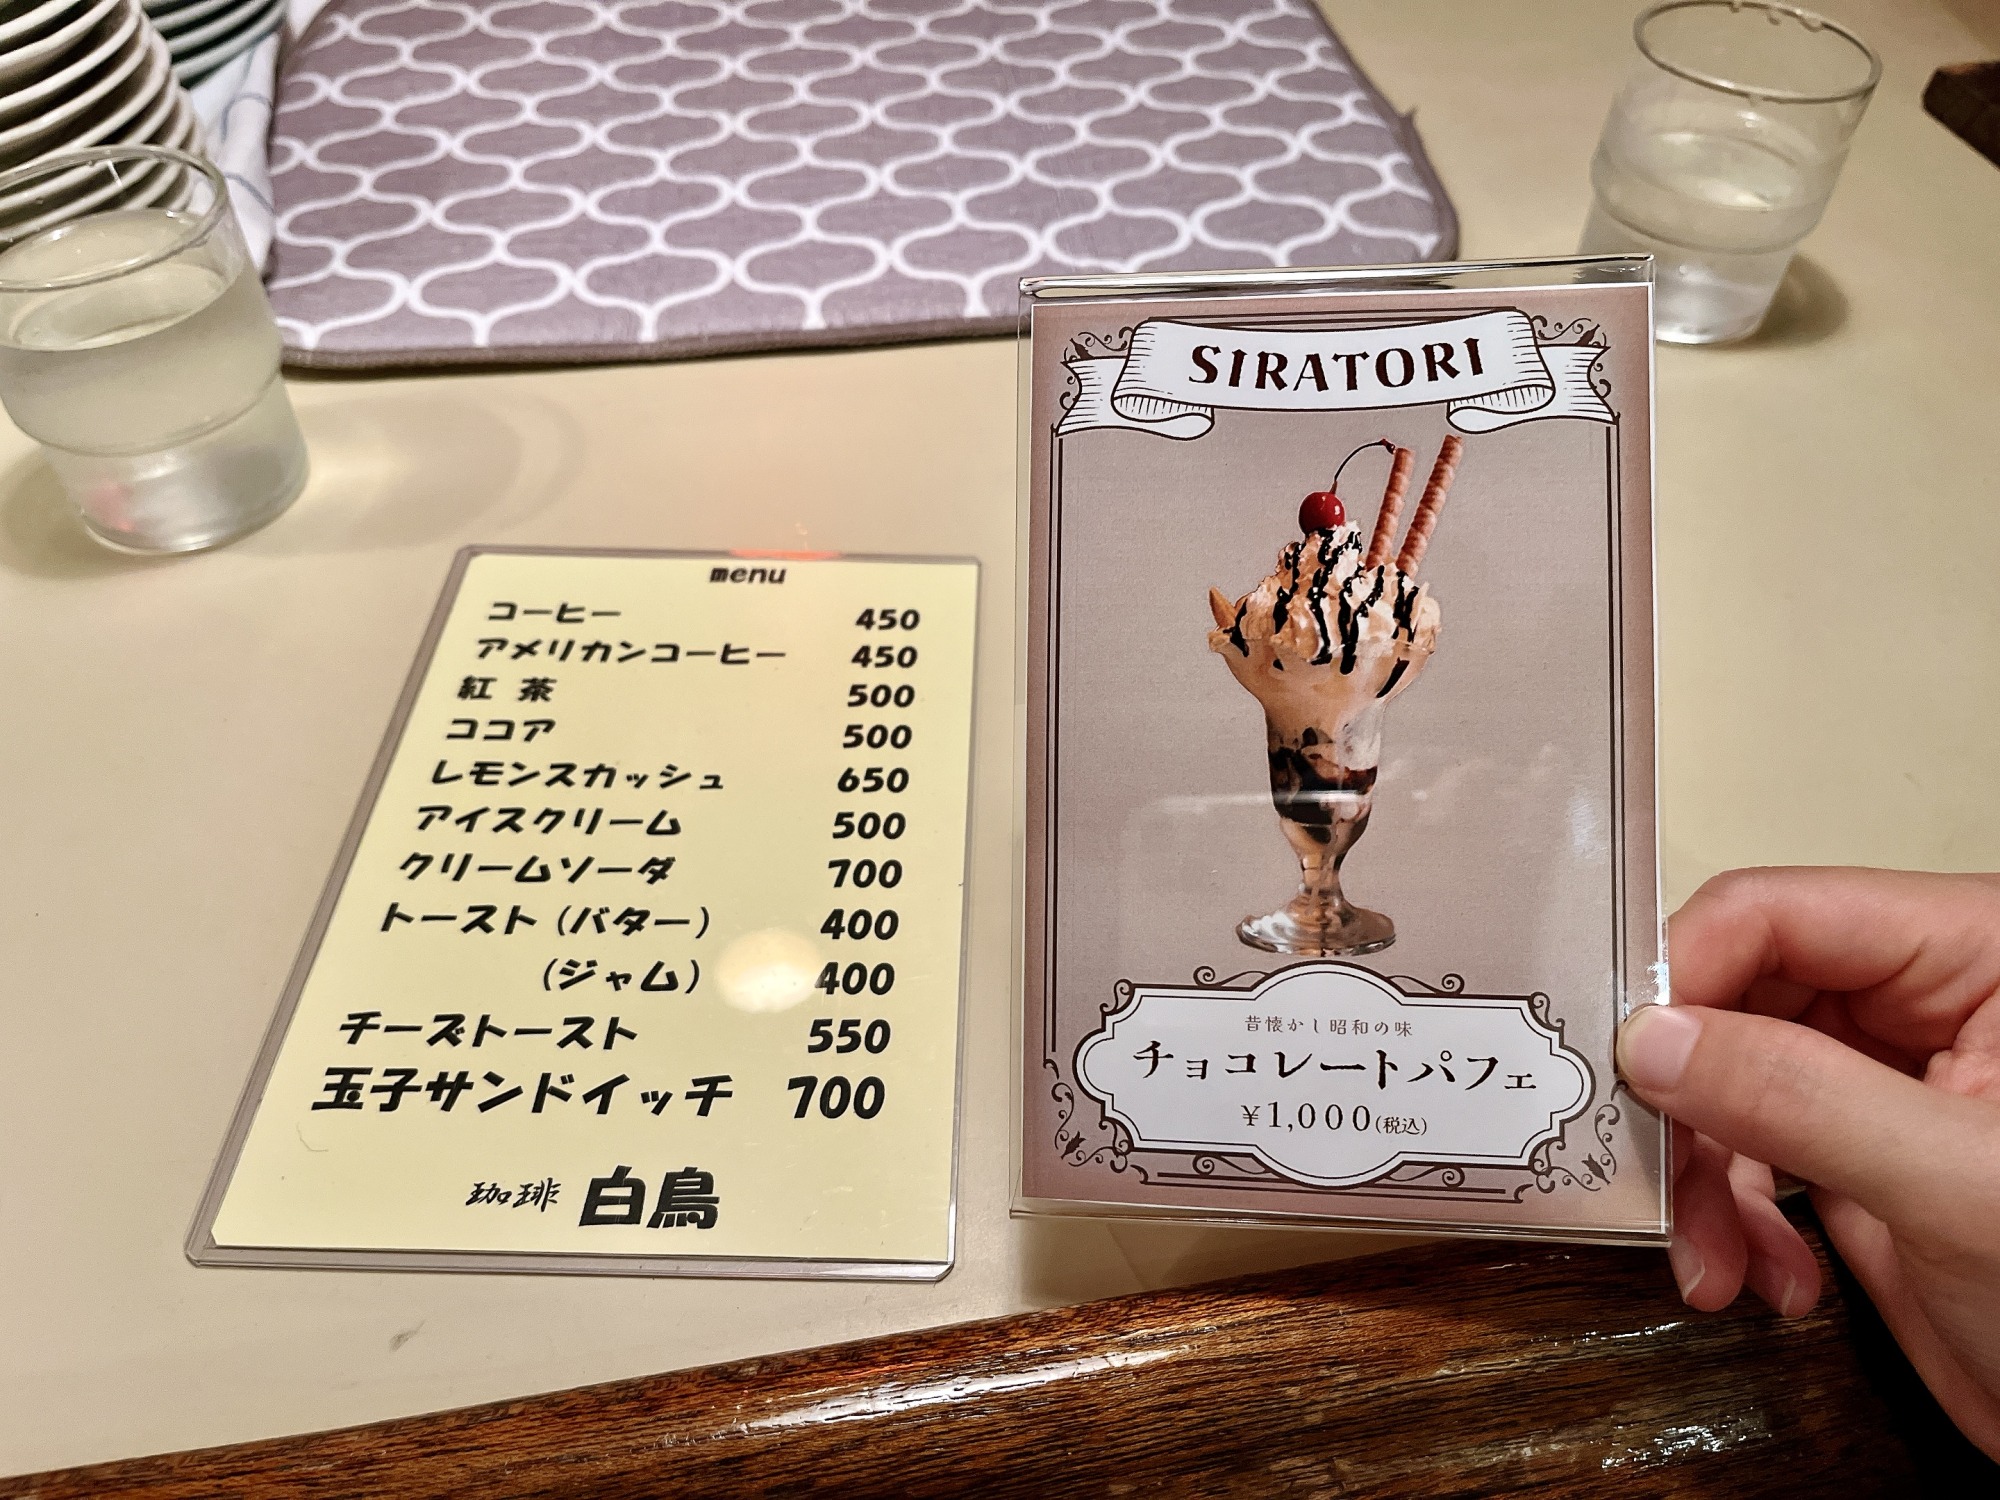 menu
コーヒー 450
アメリカンコーヒー 450
紅 茶 500
ココア 500
レモンスカッシュ 650
アイスクリーム 500
クリームソーダ 700
トースト(バター) 400
(ジャム) 400
チーズトースト 550
玉子サンドイッチ 700
珈琲 白鳥
SIRATORI
昔懐かし昭和の味
チョコレートパフェ
¥1,000(税込)